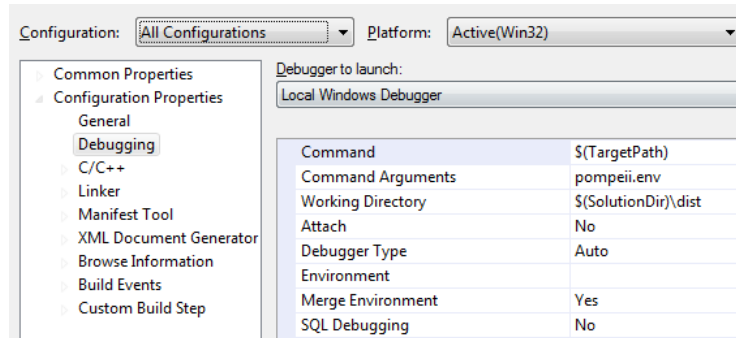 Configuration: All Configurations Platform: Active(Win32)
Common Properties
Configuration Properties
General
Debugging
C/C++
Linker
Manifest Tool
XML Document Generator
Browse Information
Build Events
Custom Build Step
Debugger to launch:
Local Windows Debugger
Command $(TargetPath)
Command Arguments pompeii.env
Working Directory $(SolutionDir)\dist
Attach No
Debugger Type Auto
Environment
Merge Environment Yes
SQL Debugging No